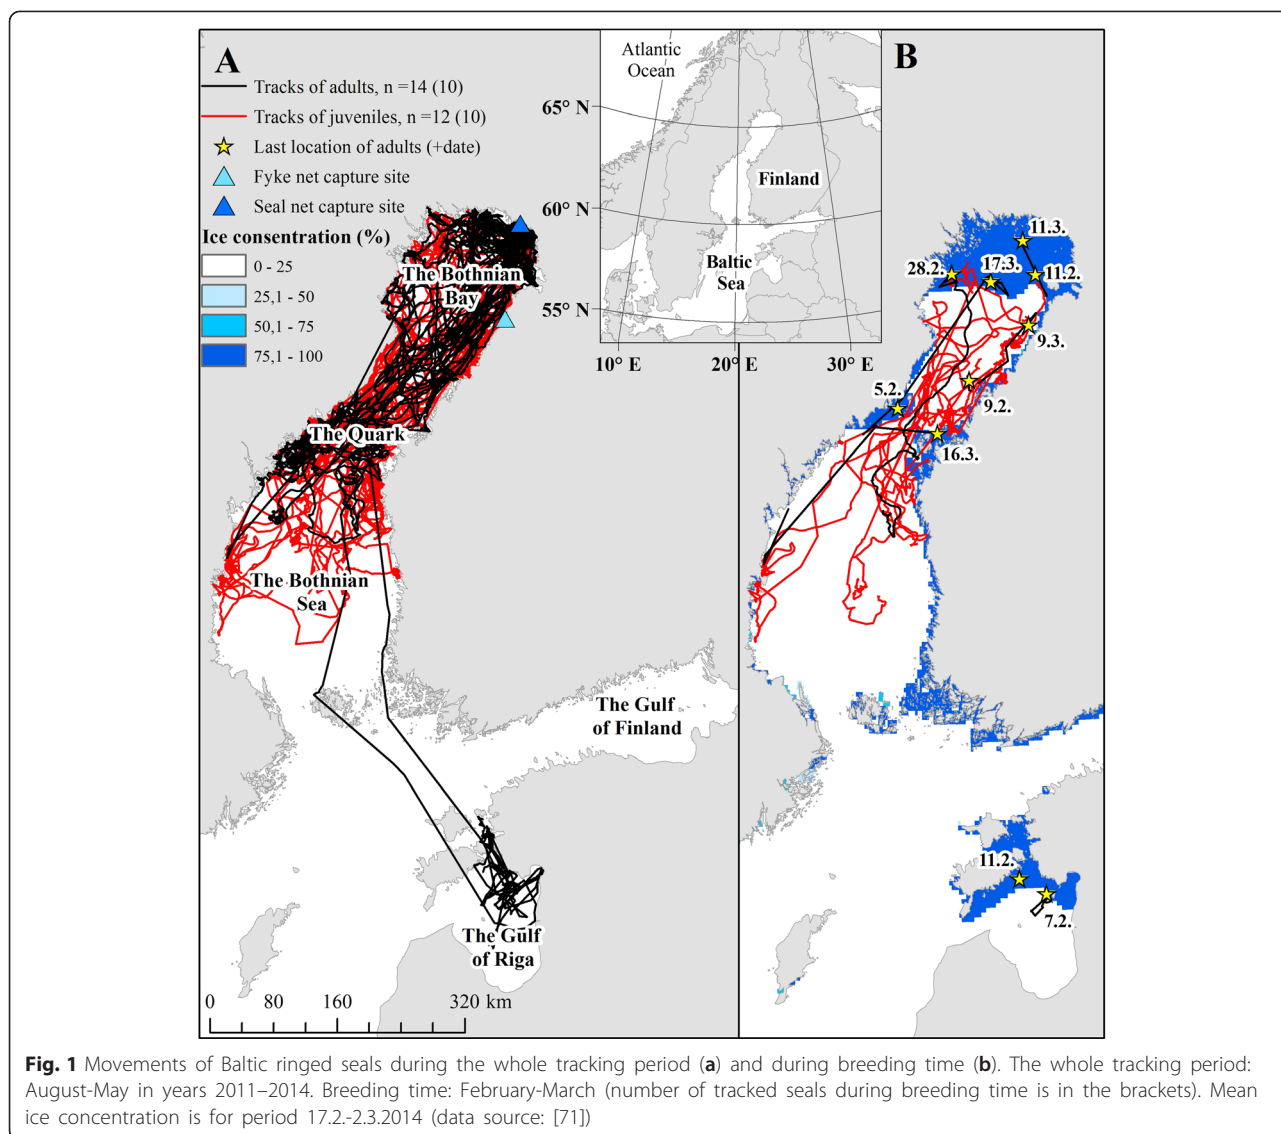 A
Tracks of adults, n =14 (10)
Tracks of juveniles, n =12 (10)
Last location of adults (+date)
Fyke net capture site
Seal net capture site
Ice consentration (%)
0 - 25
25,1 - 50
50,1 - 75
75,1 - 100
The Bothnian
Bay
The Quark
The Bothnian
Sea
The Gulf
of Finland
The Gulf
of Riga
0 80 160 320 km
Atlantic
Ocean
65° N
60° N
55° N
Finland
Baltic
Sea
10° E 20° E 30° E
B
11.3.
28.2.
17.3.
11.2.
9.3.
5.2.
9.2.
16.3.
11.2.
7.2.
Fig. 1 Movements of Baltic ringed seals during the whole tracking period (a) and during breeding time (b). The whole tracking period:
August-May in years 2011–2014. Breeding time: February-March (number of tracked seals during breeding time is in the brackets). Mean
ice concentration is for period 17.2.-2.3.2014 (data source: [71])